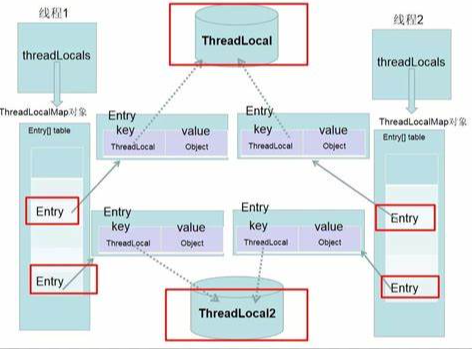 线程1
ThreadLocal
线程2
threadLocals
threadLocals
ThreadLocalMap对象
ThreadLocalMap对象
Entry[] table
Entry
key value
ThreadLocal Object
Entry
key value
ThreadLocal Object
Entry[] table
Entry
Entry
Entry
key value
ThreadLocal Object
Entry
key value
ThreadLocal Object
Entry
Entry
ThreadLocal2